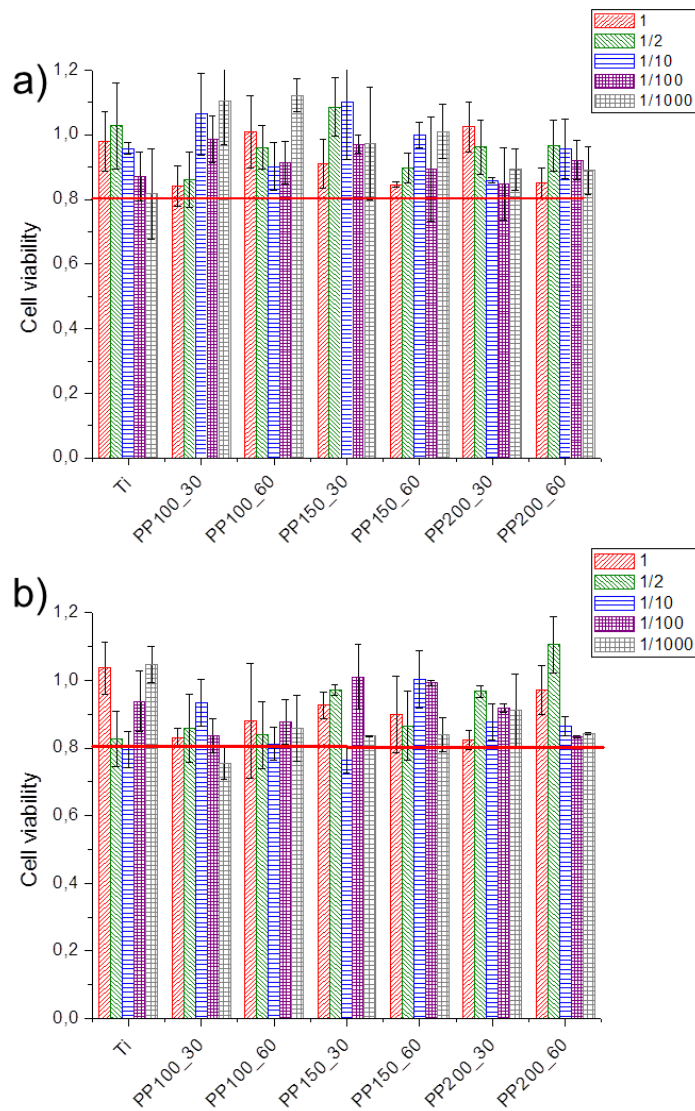 a)
1
1/2
1/10
1/100
1/1000
1,2
1,0
0,8
0,6
0,4
0,2
0,0
Cell viability
Ti
PP100_30
PP100_60
PP150_30
PP150_60
PP200_30
PP200_60
b)
1
1/2
1/10
1/100
1/1000
1,2
1,0
0,8
0,6
0,4
0,2
0,0
Cell viability
Ti
PP100_30
PP100_60
PP150_30
PP150_60
PP200_30
PP200_60